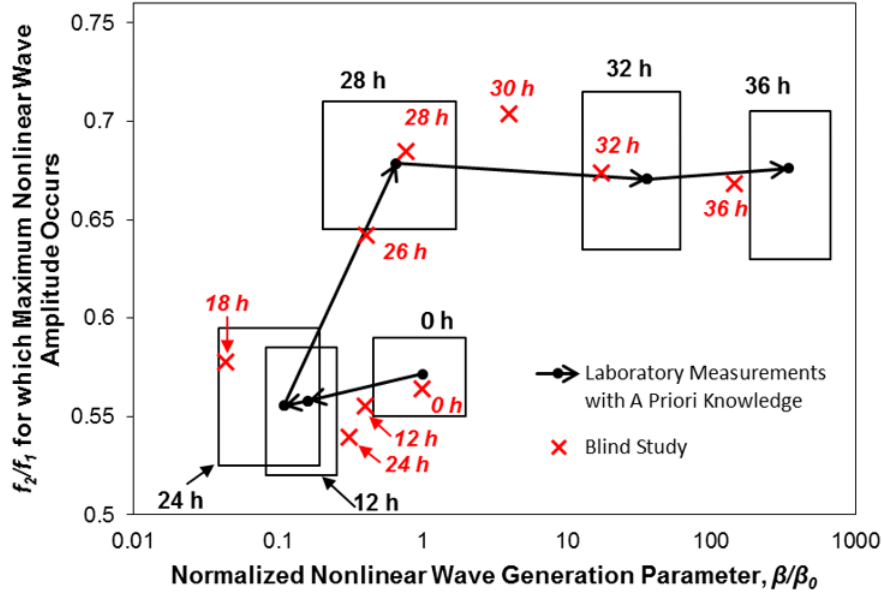 f2/f1 for which Maximum Nonlinear Wave
Amplitude Occurs
0.75
0.7
0.65
0.6
0.55
0.5
28 h
32 h
36 h
30 h
28 h
32 h
36 h
26 h
18 h
0 h
0 h
12 h
24 h
24 h
12 h
Laboratory Measurements
with A Priori Knowledge
Blind Study
0.01
0.1
1
10
100
1000
Normalized Nonlinear Wave Generation Parameter, β/β0